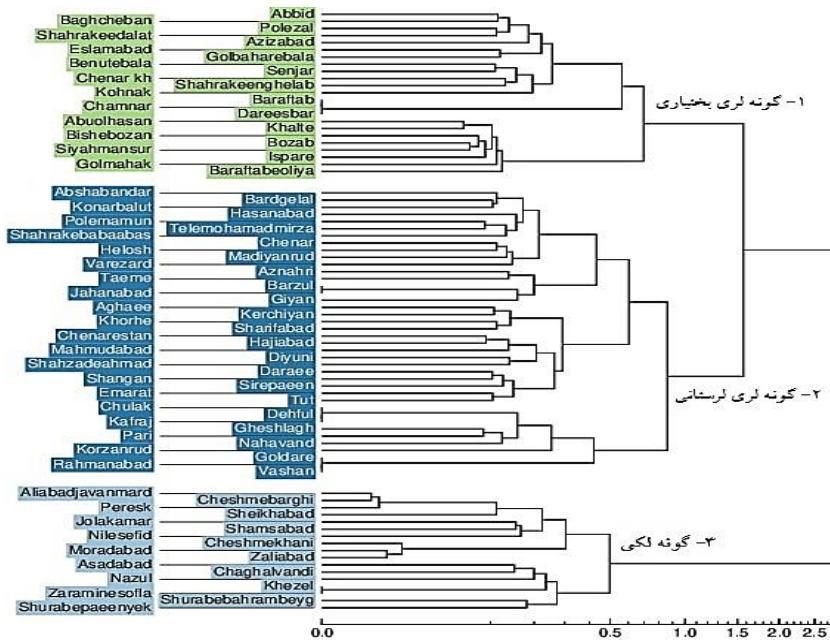 Abbid
Baghcheban
Polezal
Shahrakeedalat
Azizabad
Eslamabad
Golbaharebala
Benutebala
Senjar
Chenar kh
Shahrakeenghelab
Kohnak
Baraftab
Chamnar
Dareesbar
Abuolhasan
Khalte
Bishebozan
Bozab
Siyahmansur
Ispare
Golmahak
Baraftabeoliya
۱- گونه لری بختیاری
Abshabandar
Bardgelal
Konarbalut
Hasanabad
Polemamun
Telemohamadmirza
Shahrakebabaabas
Chenar
Helosh
Madiyanrud
Varezard
Aznahri
Taeme
Barzul
Jahanabad
Giyan
Aghaee
Kerchiyan
Khorhe
Sharifabad
Chenarestan
Hajiabad
Mahmudabad
Diyuni
Shahzadeahmad
Daraee
Shangan
Sirepaeen
Emarat
Tut
Chulak
Dehful
Kafraj
Gheshlagh
Pari
Nahavand
Korzanrud
Goldare
Rahmanabad
Vashan
۲- گونه لری لرستانی
Aliabadjavanmard
Cheshmebarghi
Peresk
Sheikhabad
Jolakamar
Shamsabad
Nilesefid
Cheshmekhani
Moradabad
Zaliabad
Asadabad
Chaghalvandi
Nazul
Khezel
Zaraminesofla
Shurabebahrambeyg
Shurabepaeenyek
۳- گونه لکی
0.0 0.5 1.0 1.5 2.0 2.5